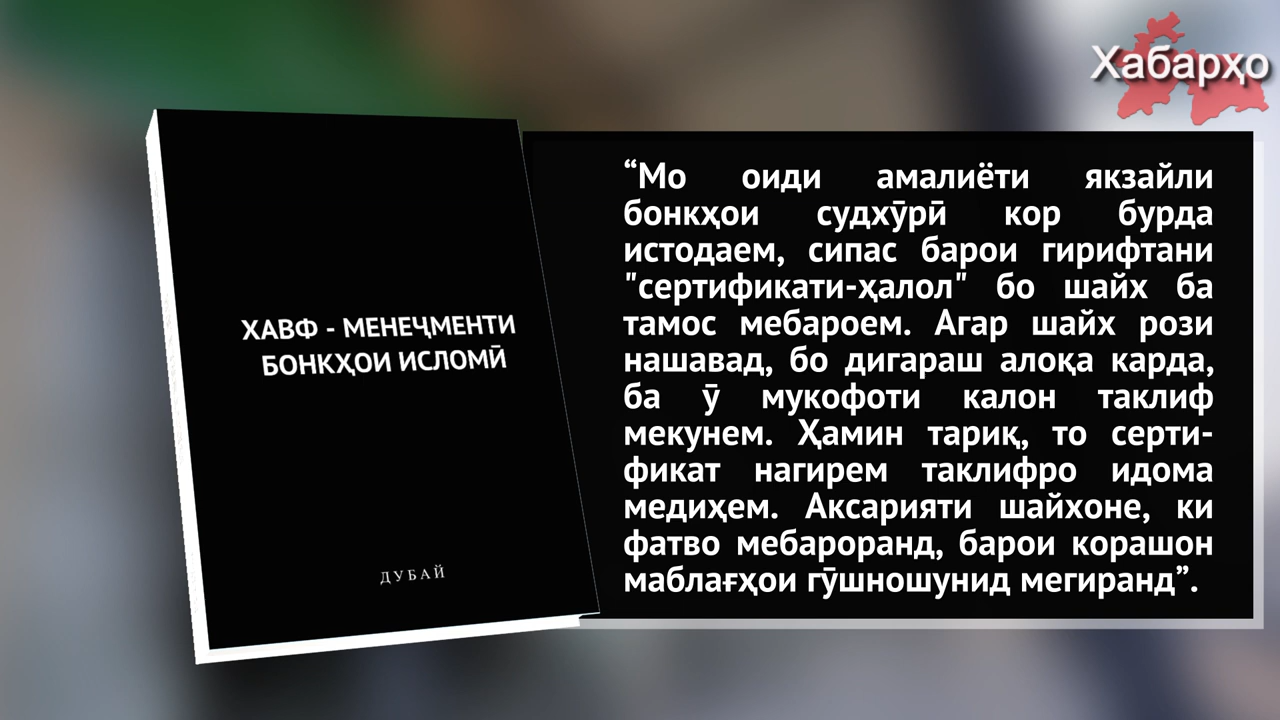 Хабарҳо
ХАВФ - МЕНЕҶМЕНТИ
БОНКҲОИ ИСЛОМӢ
ДУБАЙ
“Мо оиди амалиёти якзайли
бонкҳои судхӯрӣ кор бурда
истодаем, сипас барои гирифтани
"сертификати-ҳалол" бо шайх ба
тамос мебароем. Агар шайх рози
нашавад, бо дигараш алоқа карда,
ба ӯ мукофоти калон таклиф
мекунем. Ҳамин тариқ, то серти-
фикат нагирем таклифро идома
медиҳем. Аксарияти шайхоне, ки
фатво мебароранд, барои корашон
маблағҳои гӯшношунид мегиранд”.